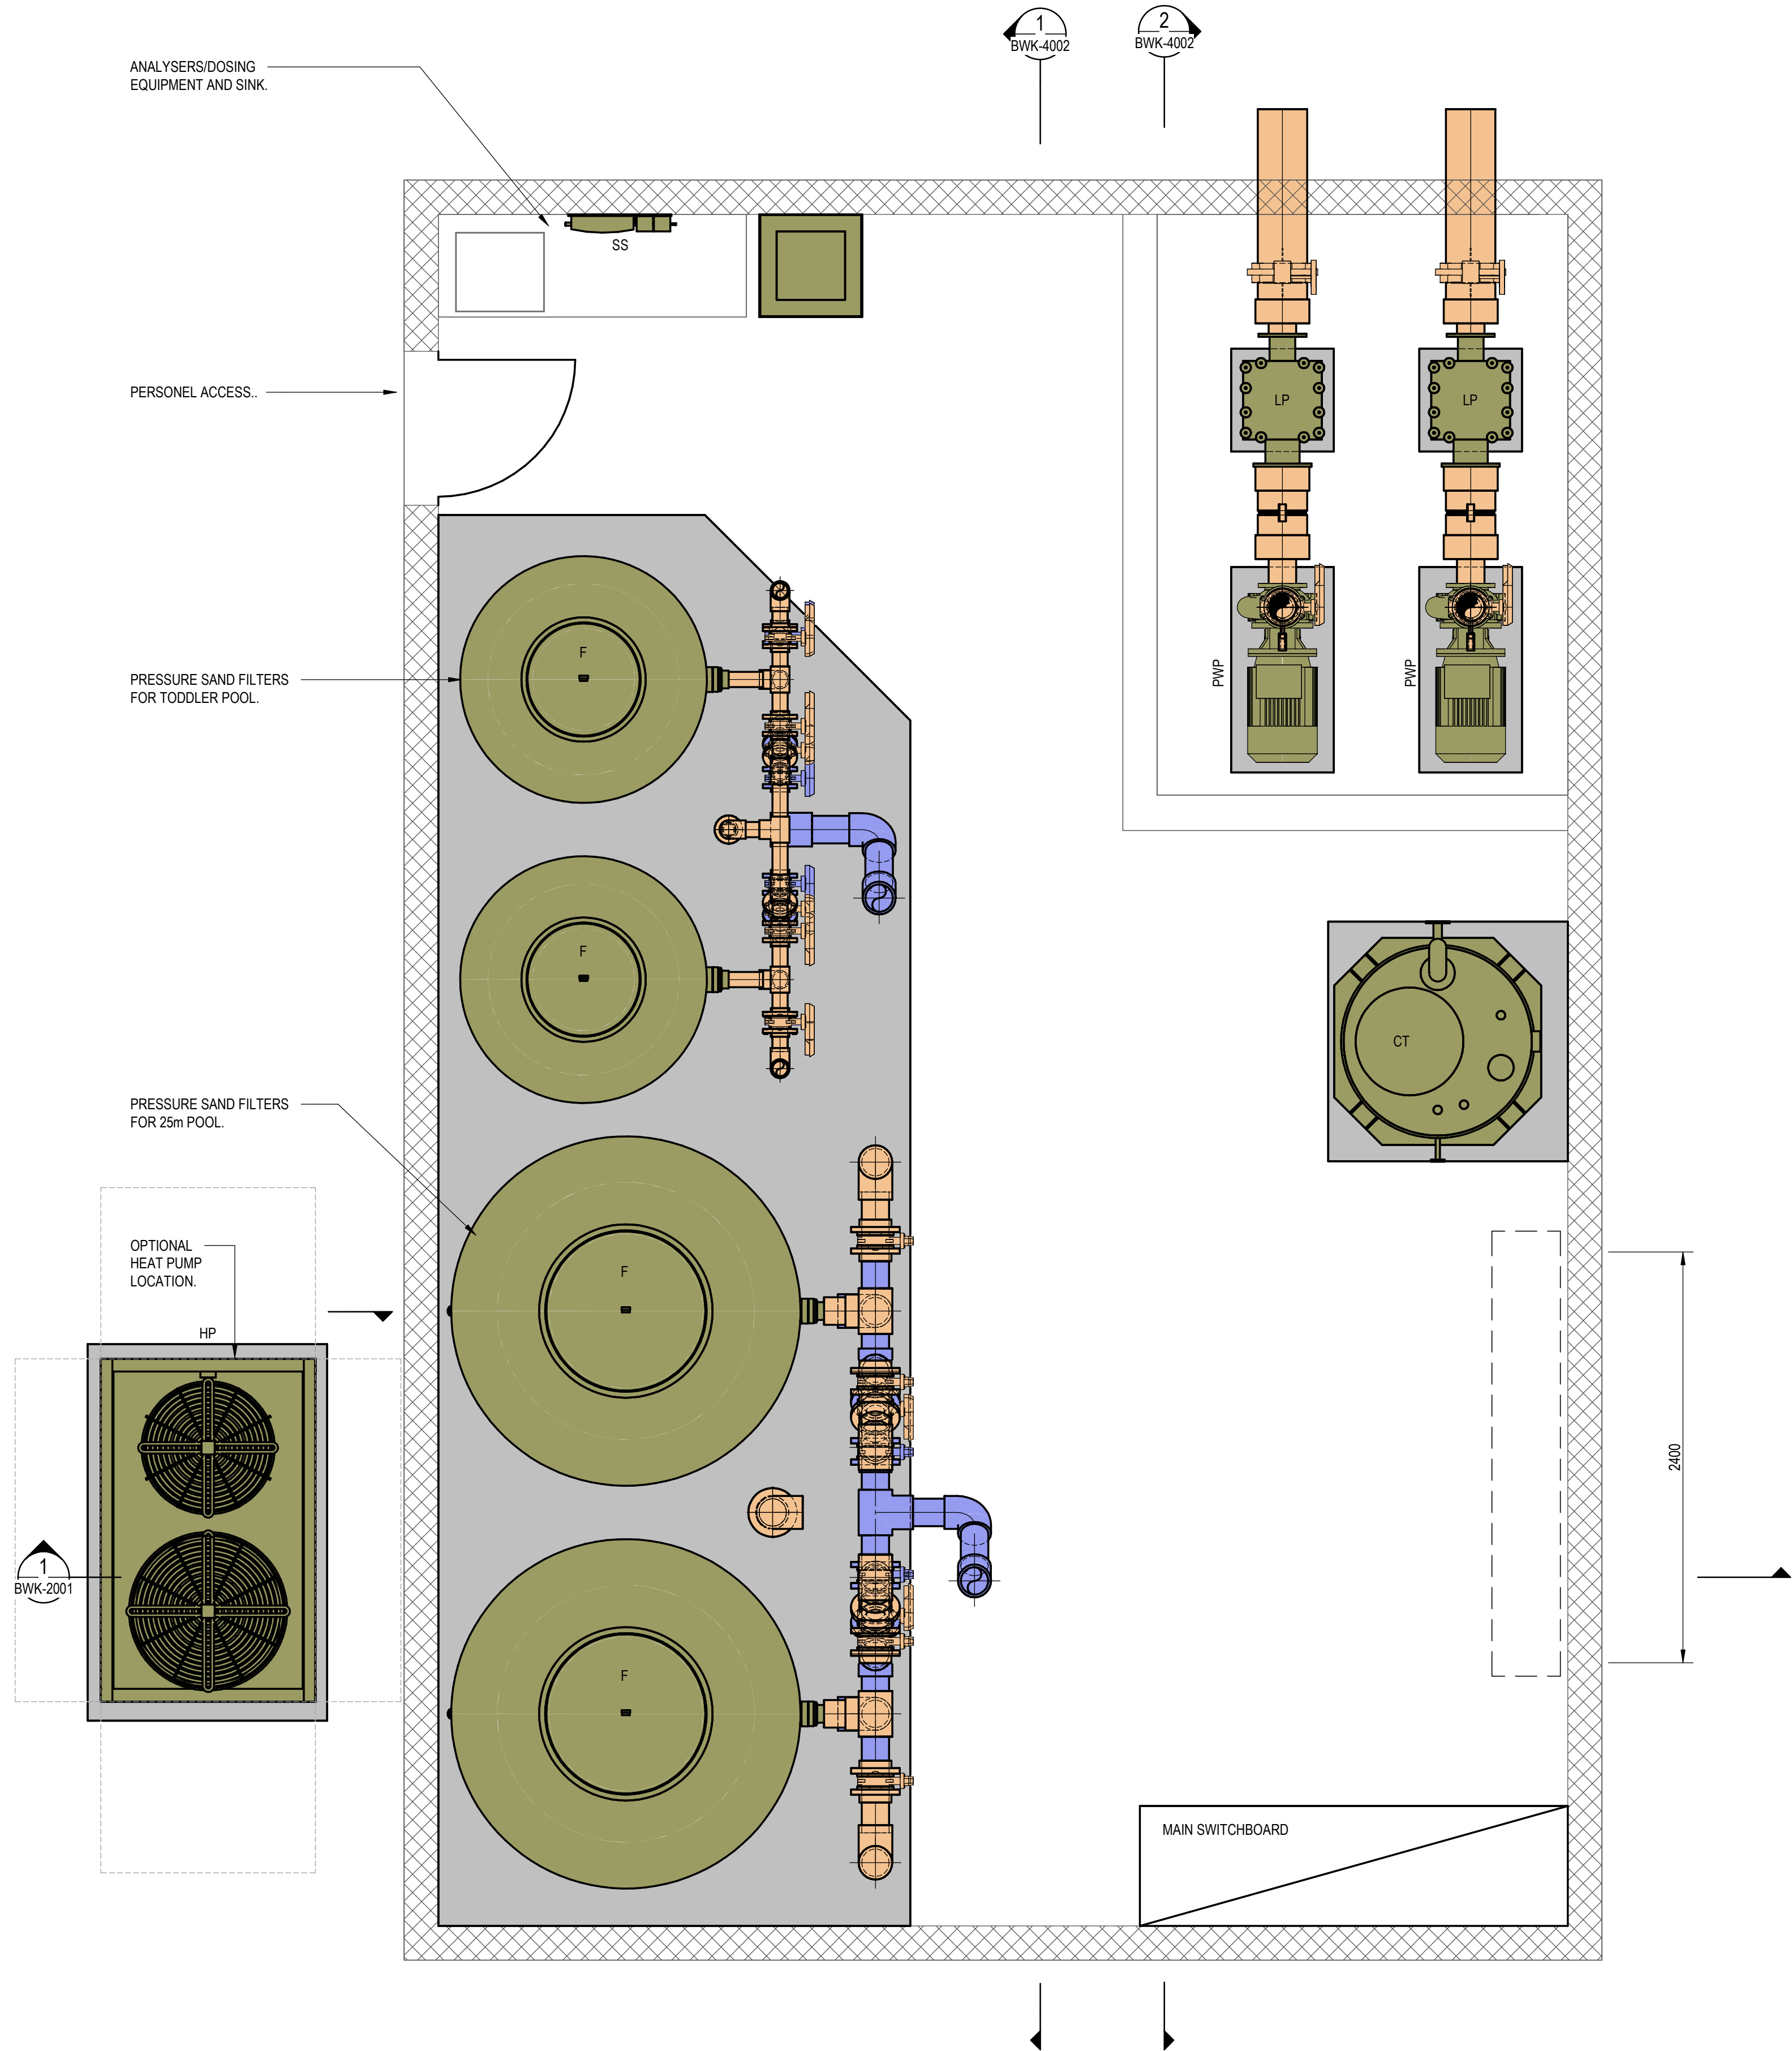 1
BWK-4002
2
BWK-4002
ANALYSERS/DOSING
EQUIPMENT AND SINK.
SS
PERSONEL ACCESS..
LP
LP
PRESSURE SAND FILTERS
FOR TODDLER POOL.
F
PWP
PWP
F
CT
PRESSURE SAND FILTERS
FOR 25m POOL.
OPTIONAL
HEAT PUMP
LOCATION.
HP
F
2400
1
BWK-2001
F
MAIN SWITCHBOARD